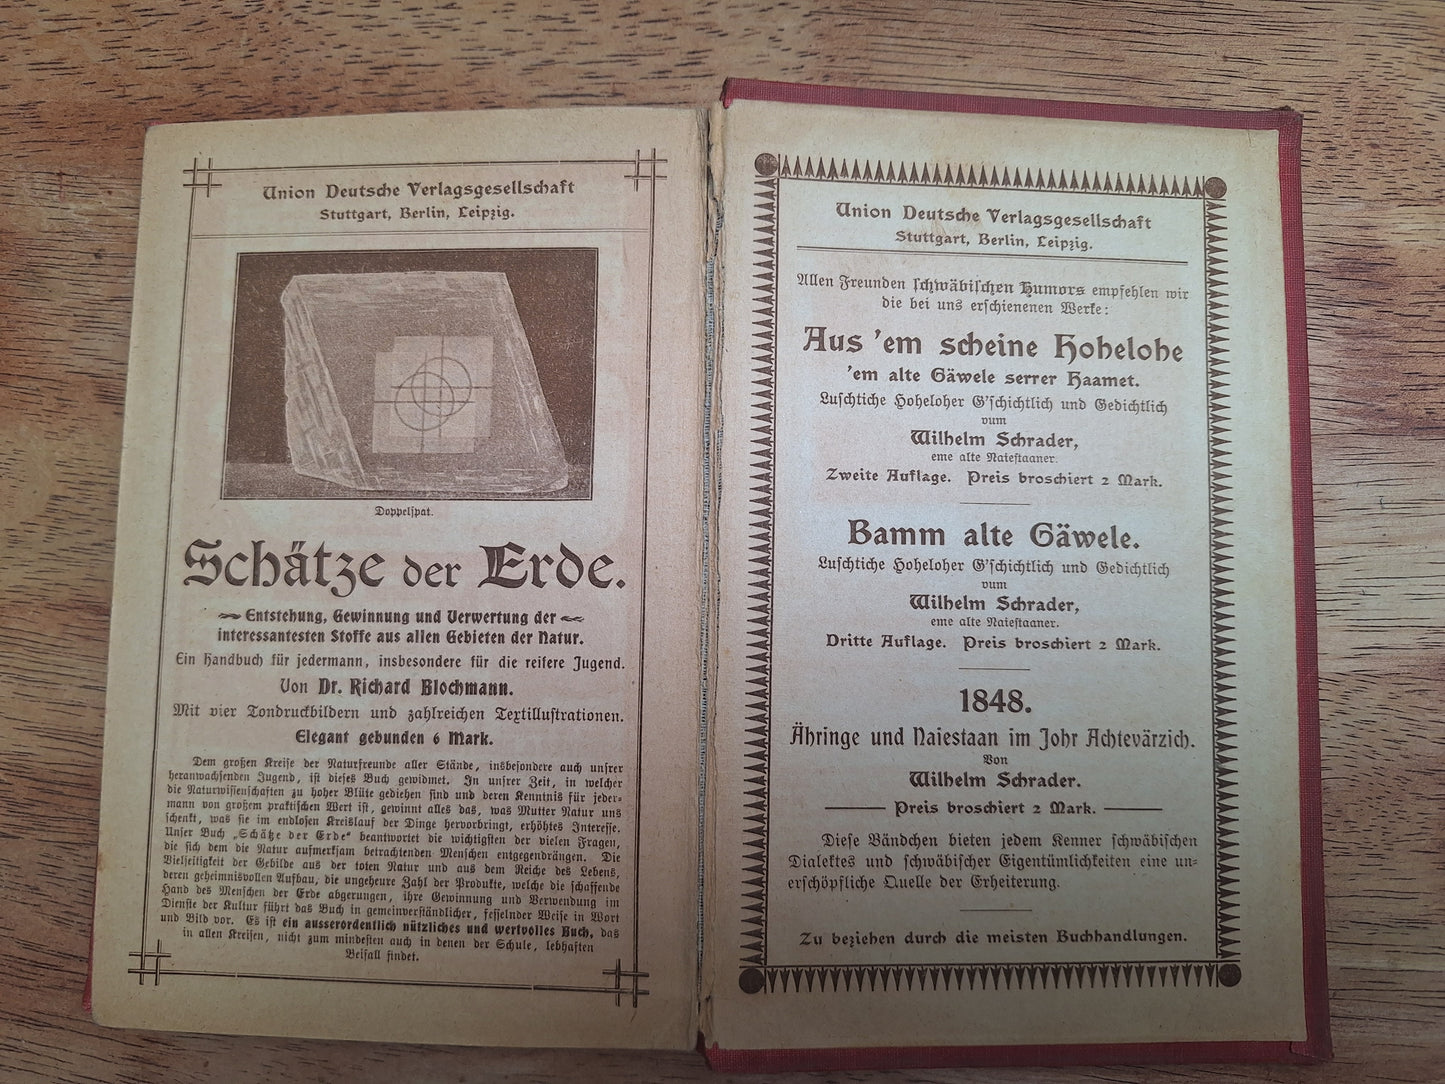 Union Deutsche Verlagsgesellschaft
Stuttgart, Berlin, Leipzig.
Doppelspat.
Schätze der Erde.
Entstehung, Gewinnung und Verwertung der
interessantesten Stoffe aus allen Gebieten der Natur.
Ein Handbuch für jedermann, insbesondere für die reifere Jugend.
Von Dr. Richard Blochmann.
Mit vier Tondruckbildern und zahlreichen Textillustrationen.
Elegant gebunden 6 Mark.
Dem großen Kreise der Naturfreunde aller Stände, insbesondere auch unsrer
heranwachsenden Jugend, ist dieses Buch gewidmet. In unsrer Zeit, in welcher
die Naturwissenschaften zu hoher Blüte gediehen sind und deren Kenntnis für jeder-
mann von großem praktischen Wert ist, gewinnt alles das, was Mutter Natur uns
schenkt, was sie im endlosen Kreislauf der Dinge hervorbringt, erhöhtes Interesse.
Unser Buch „Schätze der Erde“ beantwortet die wichtigsten der vielen Fragen,
die sich dem die Natur aufmerksam betrachtenden Menschen entgegendrängen. Die
Vielseitigkeit der Gebilde aus der toten Natur und aus dem Reiche des Lebens,
deren geheimnisvollen Aufbau, die ungeheure Zahl der Produkte, welche die schaffende
Hand des Menschen der Erde abgerungen, ihre Gewinnung und Verwendung im
Dienste der Kultur führt das Buch in gemeinverständlicher, fesselnder Weise in Wort
und Bild vor. Es ist ein ausserordentlich nützliches und wertvolles Buch, das
in allen Kreisen, nicht zum mindesten auch in denen der Schule, lebhaften
Beifall findet.
Union Deutsche Verlagsgesellschaft
Stuttgart, Berlin, Leipzig.
Allen Freunden schwäbischen Humors empfehlen wir
die bei uns erschienenen Werke:
Aus 'em scheine Hohelohe
'em alte Gäwele serrer Haamet.
Luschtiche Hoheloher G'schichtlich und Gedichtlich
vum
Wilhelm Schrader,
eme alte Naiestaaner.
Zweite Auflage. Preis broschiert 2 Mark.
Bamm alte Gäwele.
Luschtiche Hoheloher G'schichtlich und Gedichtlich
vum
Wilhelm Schrader,
eme alte Naiestaaner.
Dritte Auflage. Preis broschiert 2 Mark.
1848.
Ähringe und Naiestaan im Johr Achtevärzich.
Von
Wilhelm Schrader.
Preis broschiert 2 Mark.
Diese Bändchen bieten jedem Kenner schwäbischen
Dialektes und schwäbischer Eigentümlichkeiten eine un-
erschöpfliche Quelle der Erheiterung.
Zu beziehen durch die meisten Buchhandlungen.